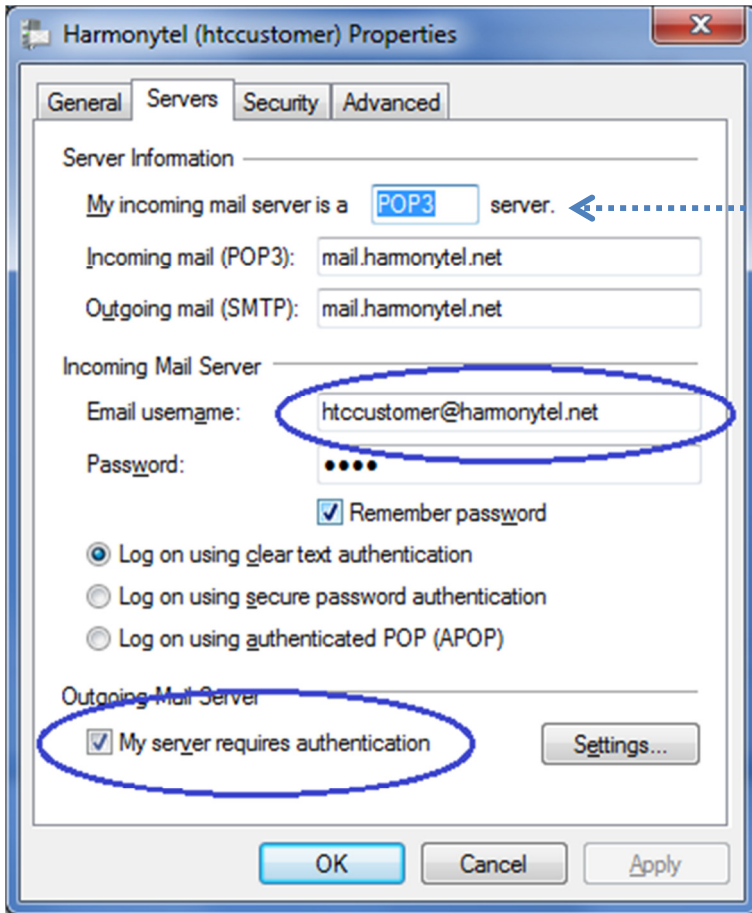 Harmonytel (htccustomer) Properties
X
General Servers Security Advanced
Server Information
My incoming mail server is a POP3 server.
Incoming mail (POP3): mail.harmonytel.net
Outgoing mail (SMTP): mail.harmonytel.net
Incoming Mail Server
Email username: htccustomer@harmonytel.net
Password: ●●●●
Remember password
Log on using clear text authentication
Log on using secure password authentication
Log on using authenticated POP (APOP)
Outgoing Mail Server
My server requires authentication Settings...
OK Cancel Apply